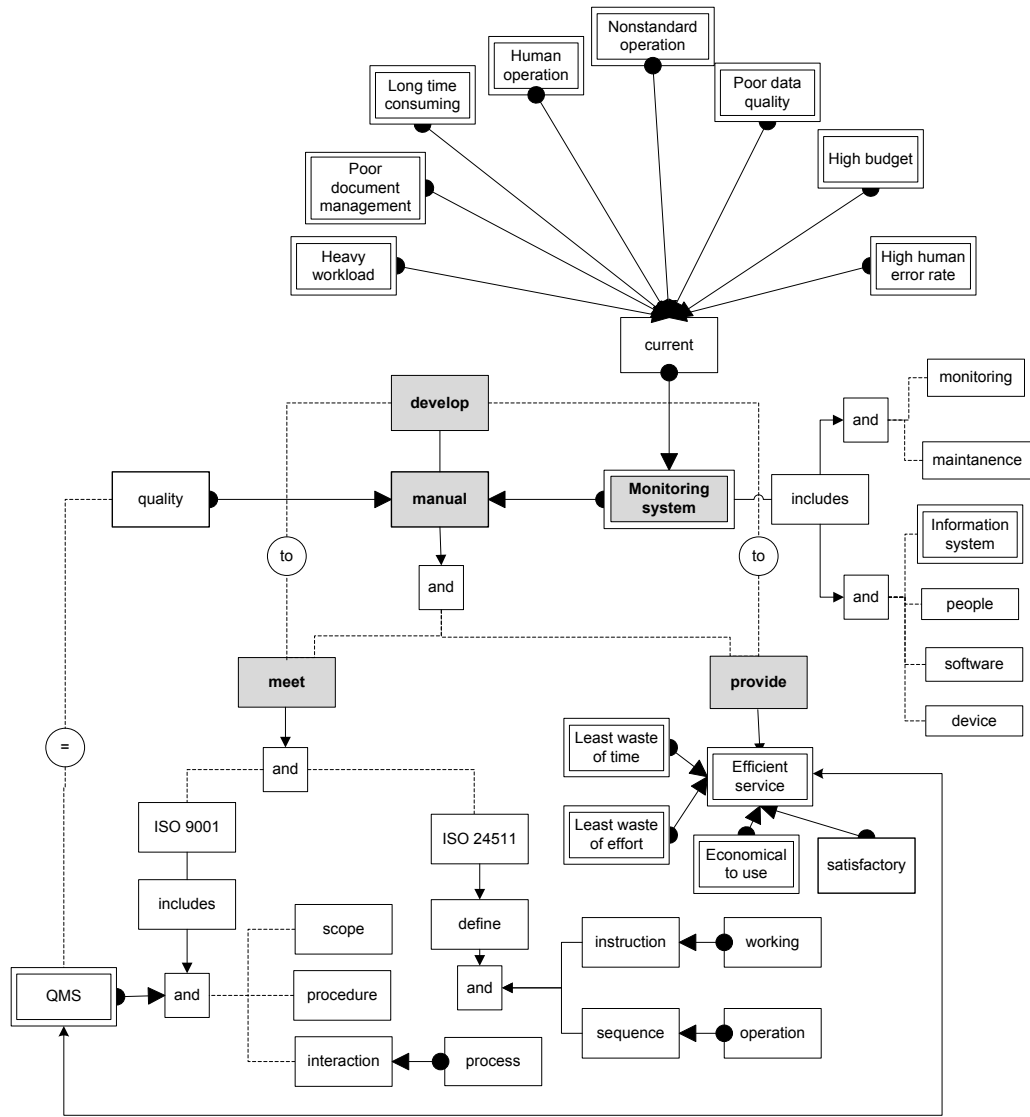 Nonstandard
operation
Human
operation
Poor data
quality
Long time
consuming
High budget
Poor
document
management
Heavy
workload
High human
error rate
current
monitoring
develop
and
maintanence
quality
manual
Monitoring
system
includes
Information
system
to
to
and
and
people
software
meet
provide
device
=
and
Least waste
of time
Efficient
service
ISO 9001
ISO 24511
Least waste
of effort
Economical
to use
satisfactory
includes
scope
define
instruction
working
QMS
and
procedure
and
sequence
operation
interaction
process